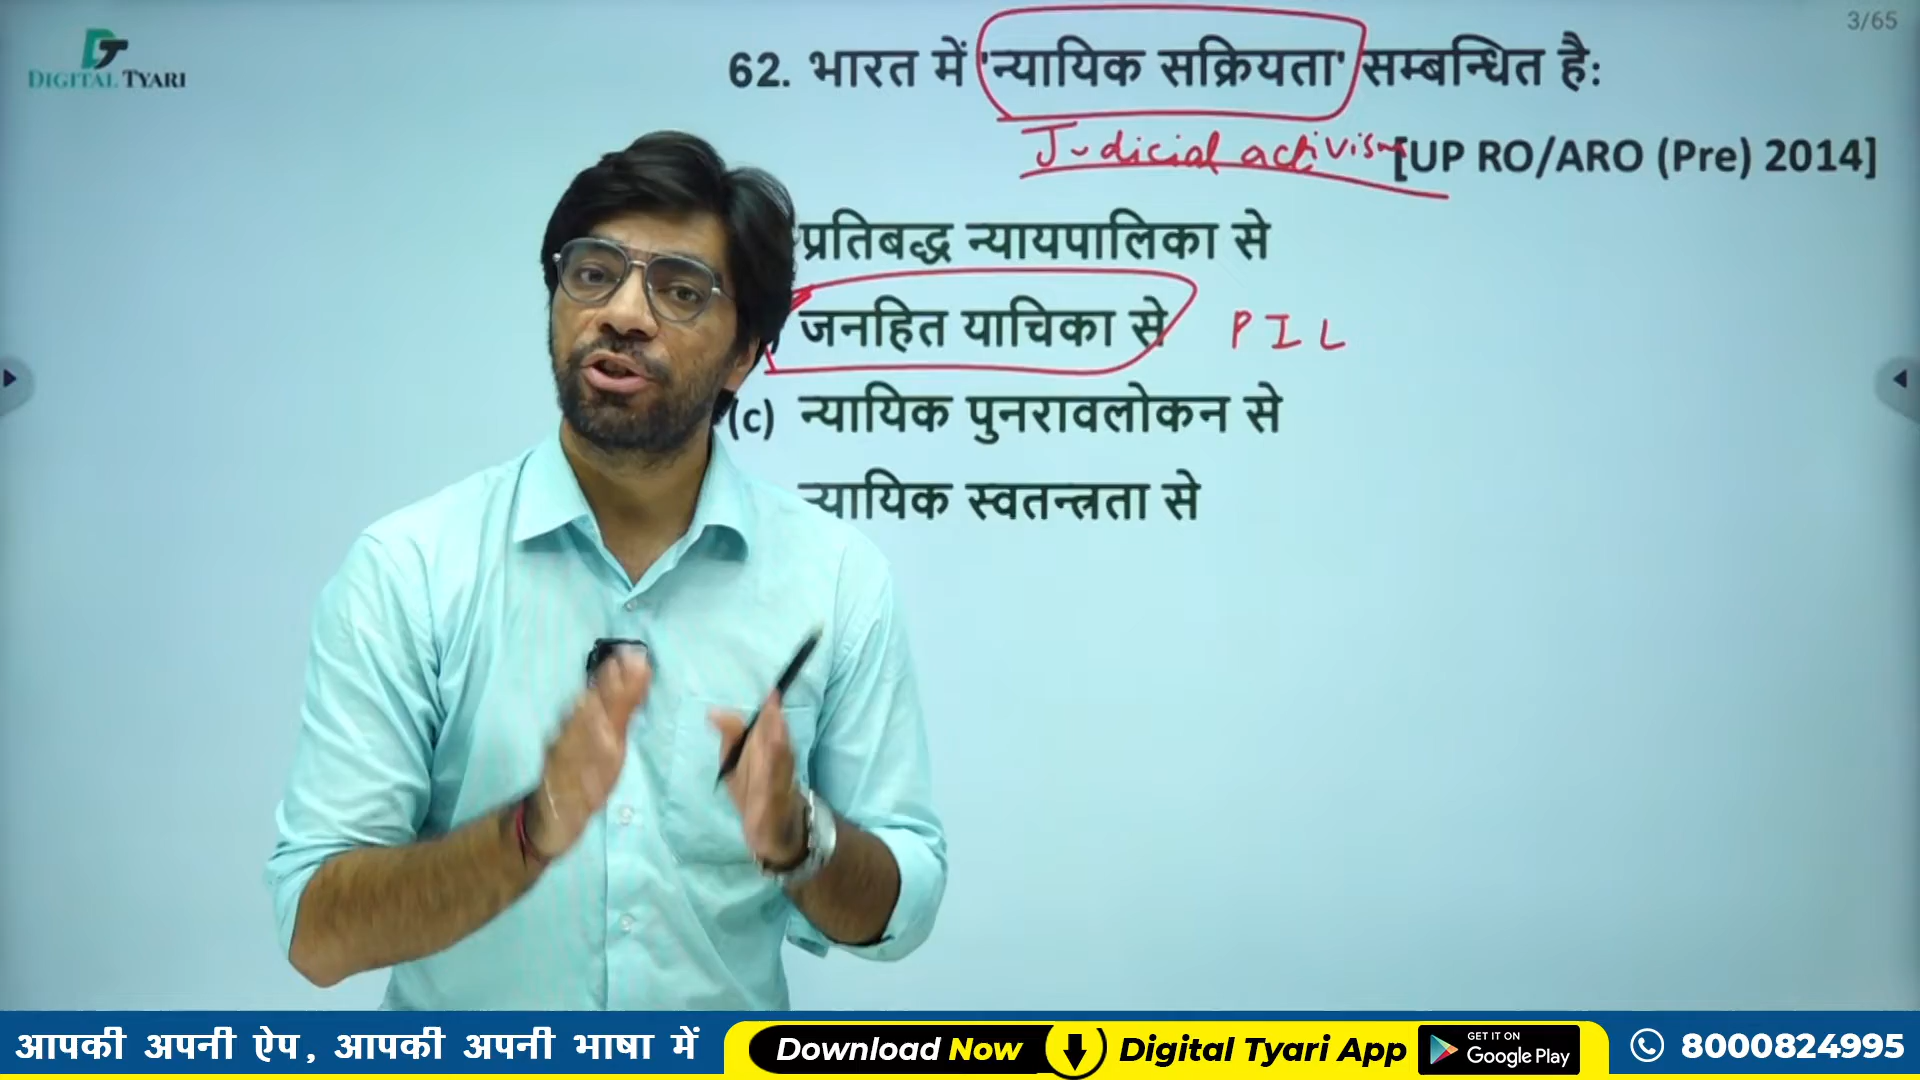 DIGITAL TYARI
3/65
62. भारत में 'न्यायिक सक्रियता' सम्बन्धित है:
Judicial activism
[UP RO/ARO (Pre) 2014]
प्रतिबद्ध न्यायपालिका से
जनहित याचिका से PIL
(c) न्यायिक पुनरावलोकन से
न्यायिक स्वतन्त्रता से
आपकी अपनी ऐप, आपकी अपनी भाषा में
Download Now
Digital Tyari App
GET IT ON
Google Play
8000824995